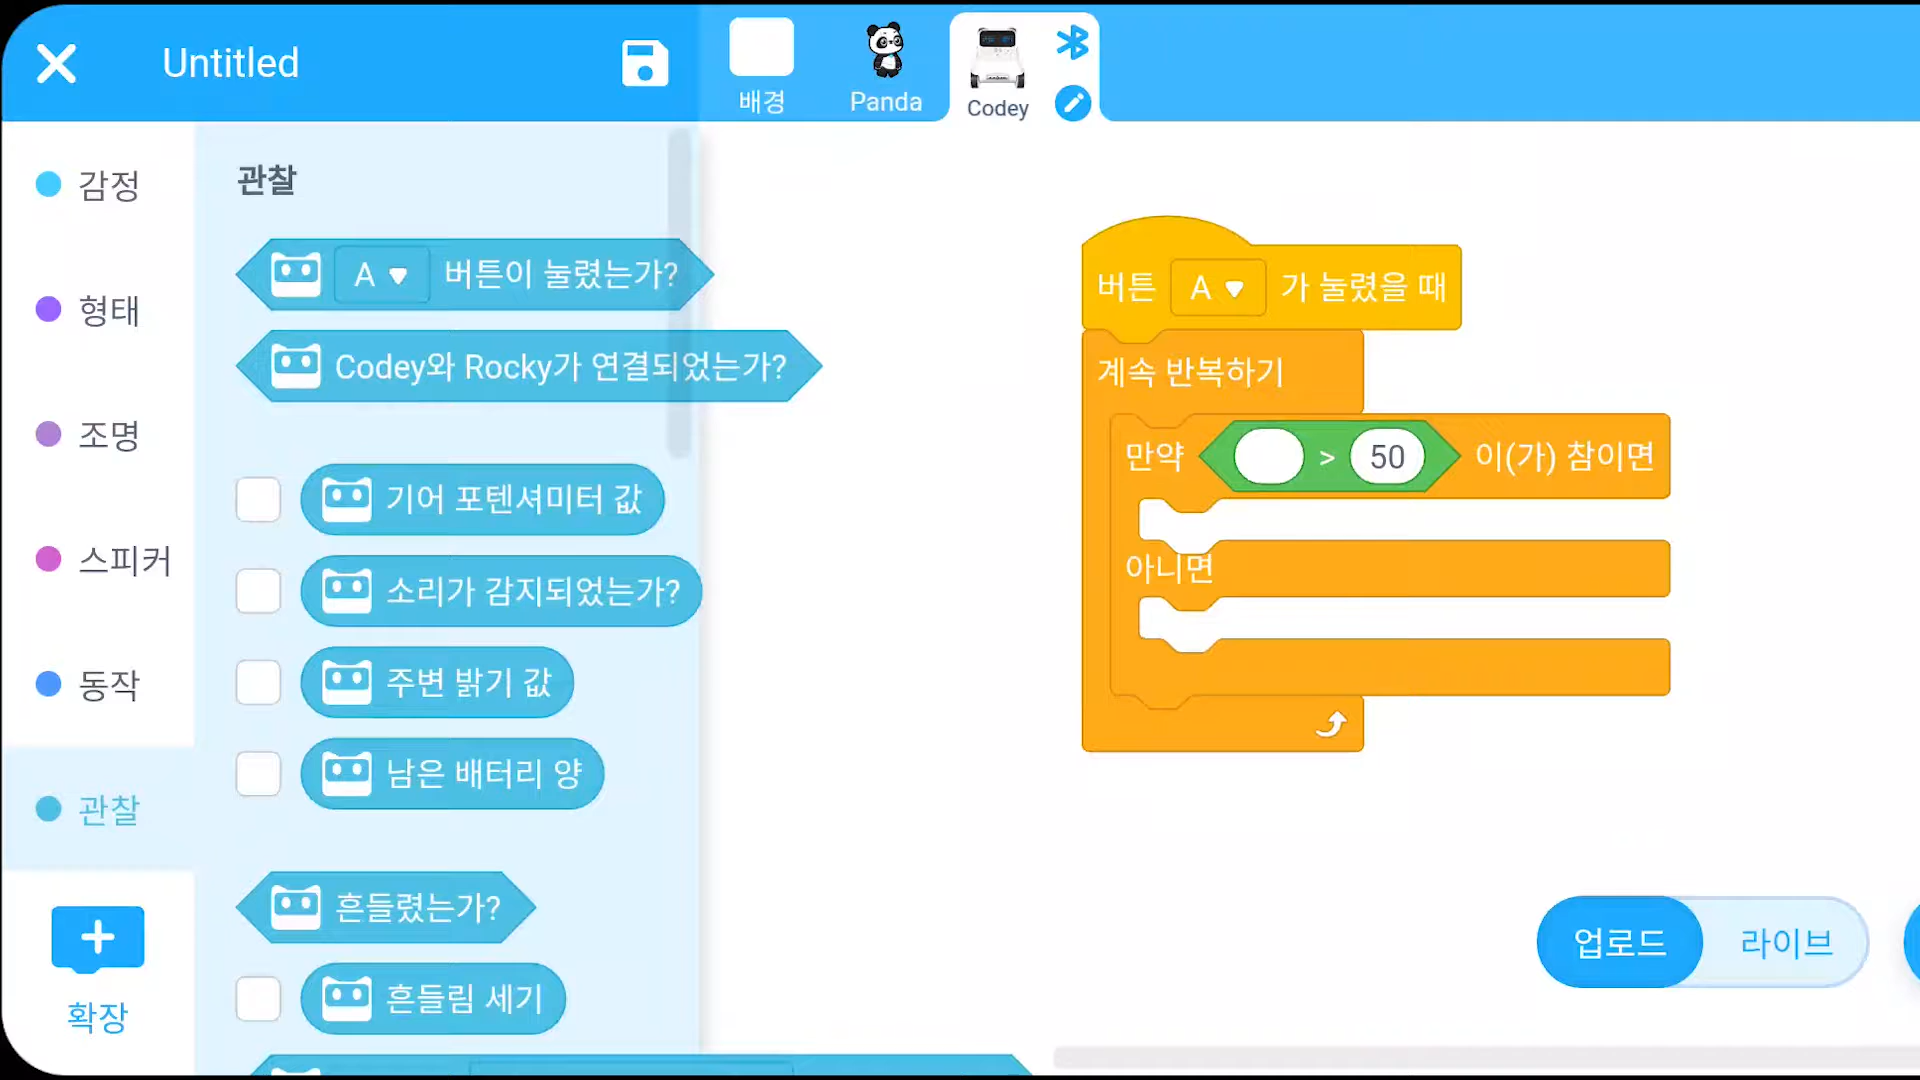 Untitled
배경
Panda
Codey
감정
형태
조명
스피커
동작
관찰
확장
관찰
A 버튼이 눌렸는가?
Codey와 Rocky가 연결되었는가?
기어 포텐셔미터 값
소리가 감지되었는가?
주변 밝기 값
남은 배터리 양
흔들렸는가?
흔들림 세기
버튼 A 가 눌렸을 때
계속 반복하기
만약 > 50 이(가) 참이면
아니면
업로드
라이브